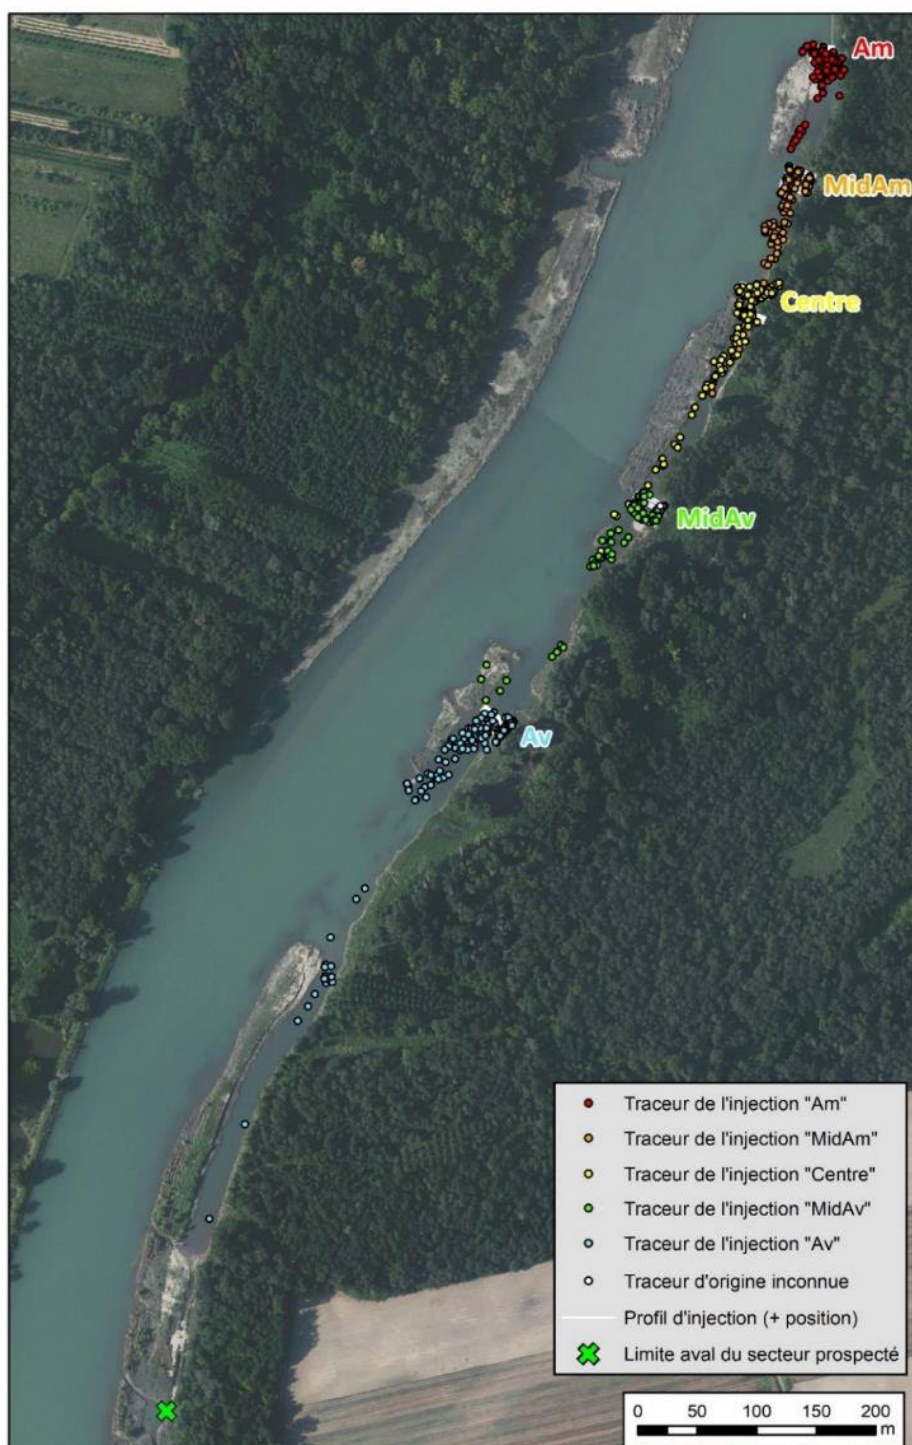 Am
MidAm
Centre
MidAv
Av
Traceur de l'injection "Am"
Traceur de l'injection "MidAm"
Traceur de l'injection "Centre"
Traceur de l'injection "MidAv"
Traceur de l'injection "Av"
Traceur d'origine inconnue
Profil d'injection (+ position)
Limite aval du secteur prospecté
0 50 100 150 200
m